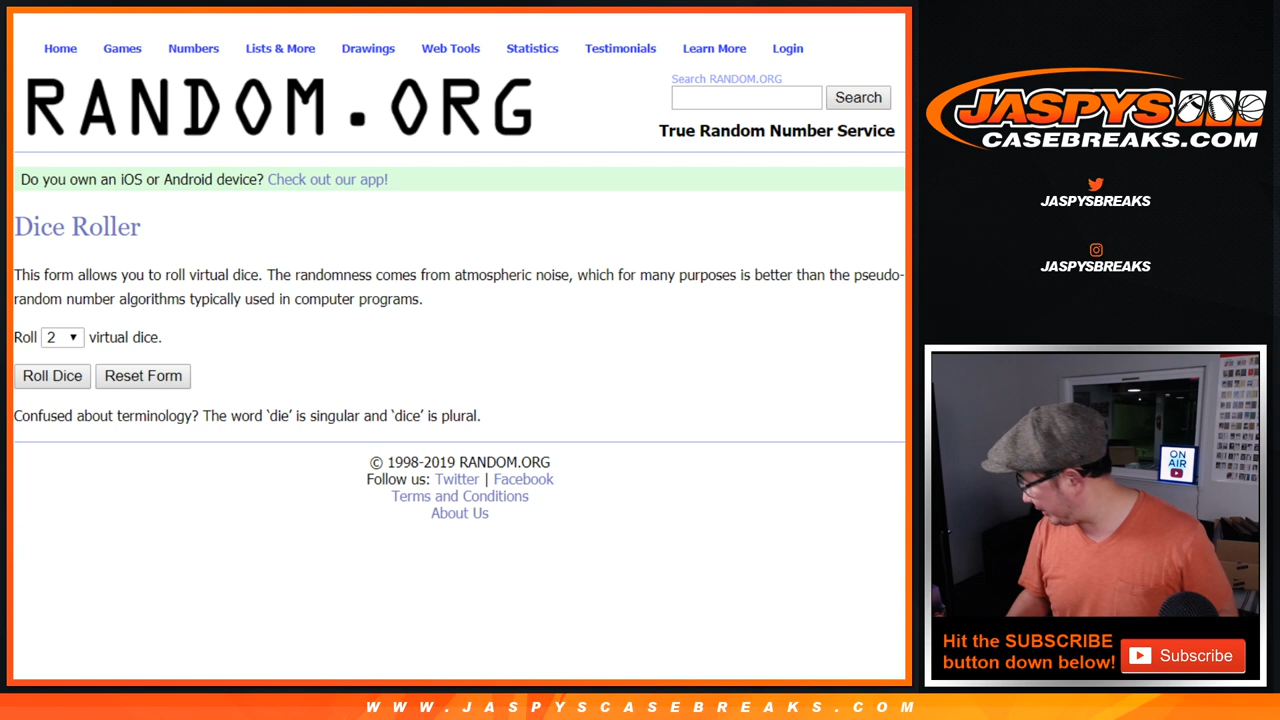 Home Games Numbers Lists & More Drawings Web Tools Statistics Testimonials Learn More Login
RANDOM.ORG
Search RANDOM.ORG
Search
True Random Number Service
Do you own an iOS or Android device? Check out our app!
Dice Roller
This form allows you to roll virtual dice. The randomness comes from atmospheric noise, which for many purposes is better than the pseudo-
random number algorithms typically used in computer programs.
Roll 2 virtual dice.
Roll Dice Reset Form
Confused about terminology? The word ‘die’ is singular and ‘dice’ is plural.
© 1998-2019 RANDOM.ORG
Follow us: Twitter | Facebook
Terms and Conditions
About Us
JASPYS
CASEBREAKS.COM
JASPYSBREAKS
JASPYSBREAKS
ON
AIR
Hit the SUBSCRIBE
button down below!
Subscribe
WWW.JASPYSCASEBREAKS.COM